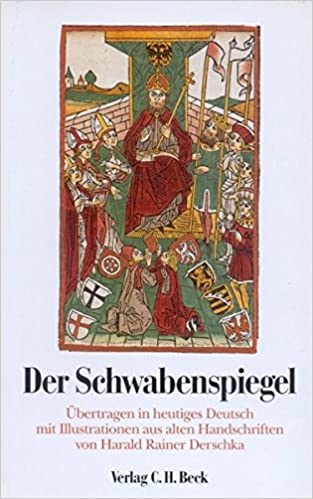 Der Schwabenspiegel
Übertragen in heutiges Deutsch
mit Illustrationen aus alten Handschriften
von Harald Rainer Derschka
Verlag C. H. Beck